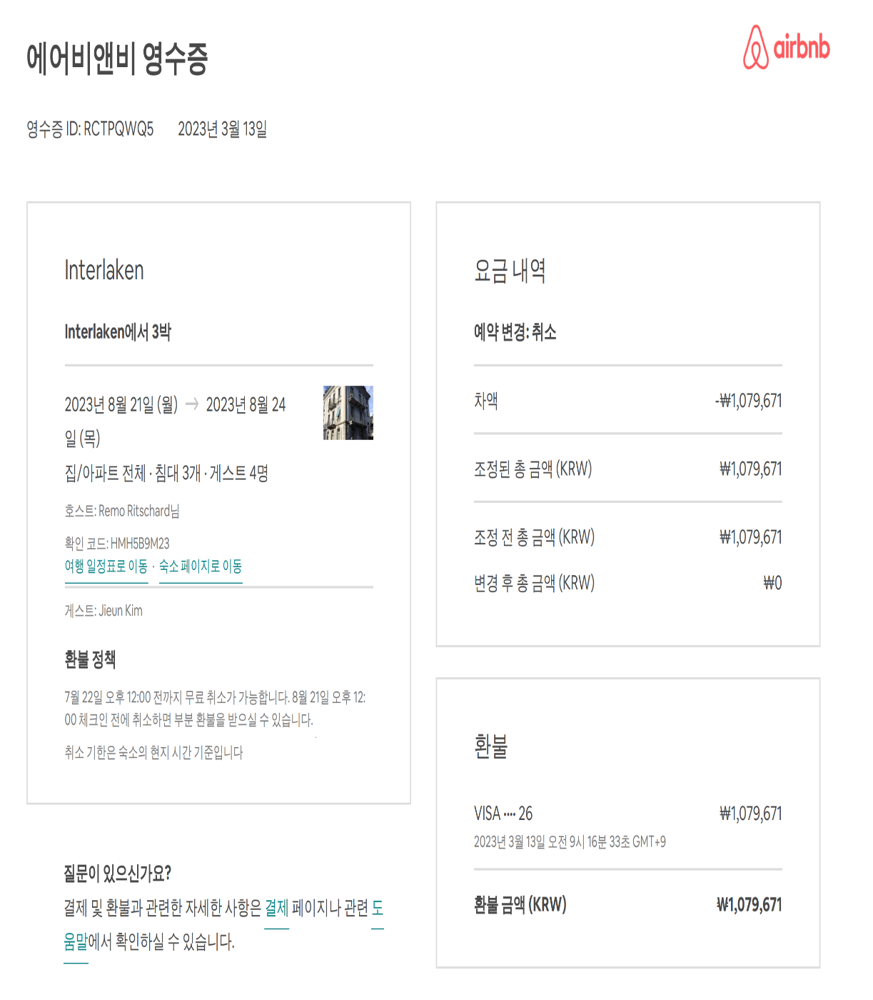 에어비앤비 영수증
airbnb
영수증 ID: RCTPQWQ5 2023년 3월 13일
Interlaken
Interlaken에서 3박
2023년 8월 21일 (월) → 2023년 8월 24
일 (목)
집/아파트 전체 · 침대 3개 · 게스트 4명
호스트: Remo Ritschard님
확인 코드: HMH5B9M23
여행 일정표로 이동 · 숙소 페이지로 이동
게스트: Jieun Kim
환불 정책
7월 22일 오후 12:00 전까지 무료 취소가 가능합니다. 8월 21일 오후 12:
00 체크인 전에 취소하면 부분 환불을 받으실 수 있습니다.
취소 기한은 숙소의 현지 시간 기준입니다
질문이 있으신가요?
결제 및 환불과 관련한 자세한 사항은 결제 페이지나 관련 도
움말에서 확인하실 수 있습니다.
요금 내역
예약 변경: 취소
차액 -₩1,079,671
조정된 총 금액 (KRW) ₩1,079,671
조정 전 총 금액 (KRW) ₩1,079,671
변경 후 총 금액 (KRW) ₩0
환불
VISA •••• 26 ₩1,079,671
2023년 3월 13일 오전 9시 16분 33초 GMT+9
환불 금액 (KRW) ₩1,079,671